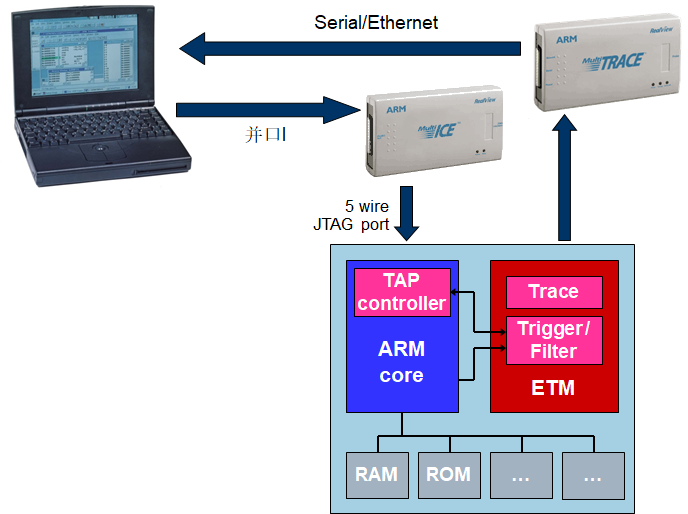 Serial/Ethernet
ARM
RealView
Multi
TRACE
并口l
ARM
RealView
Multi
ICE
5 wire
JTAG port
TAP
controller
ARM
core
Trace
Trigger/
Filter
ETM
RAM
ROM
...
...